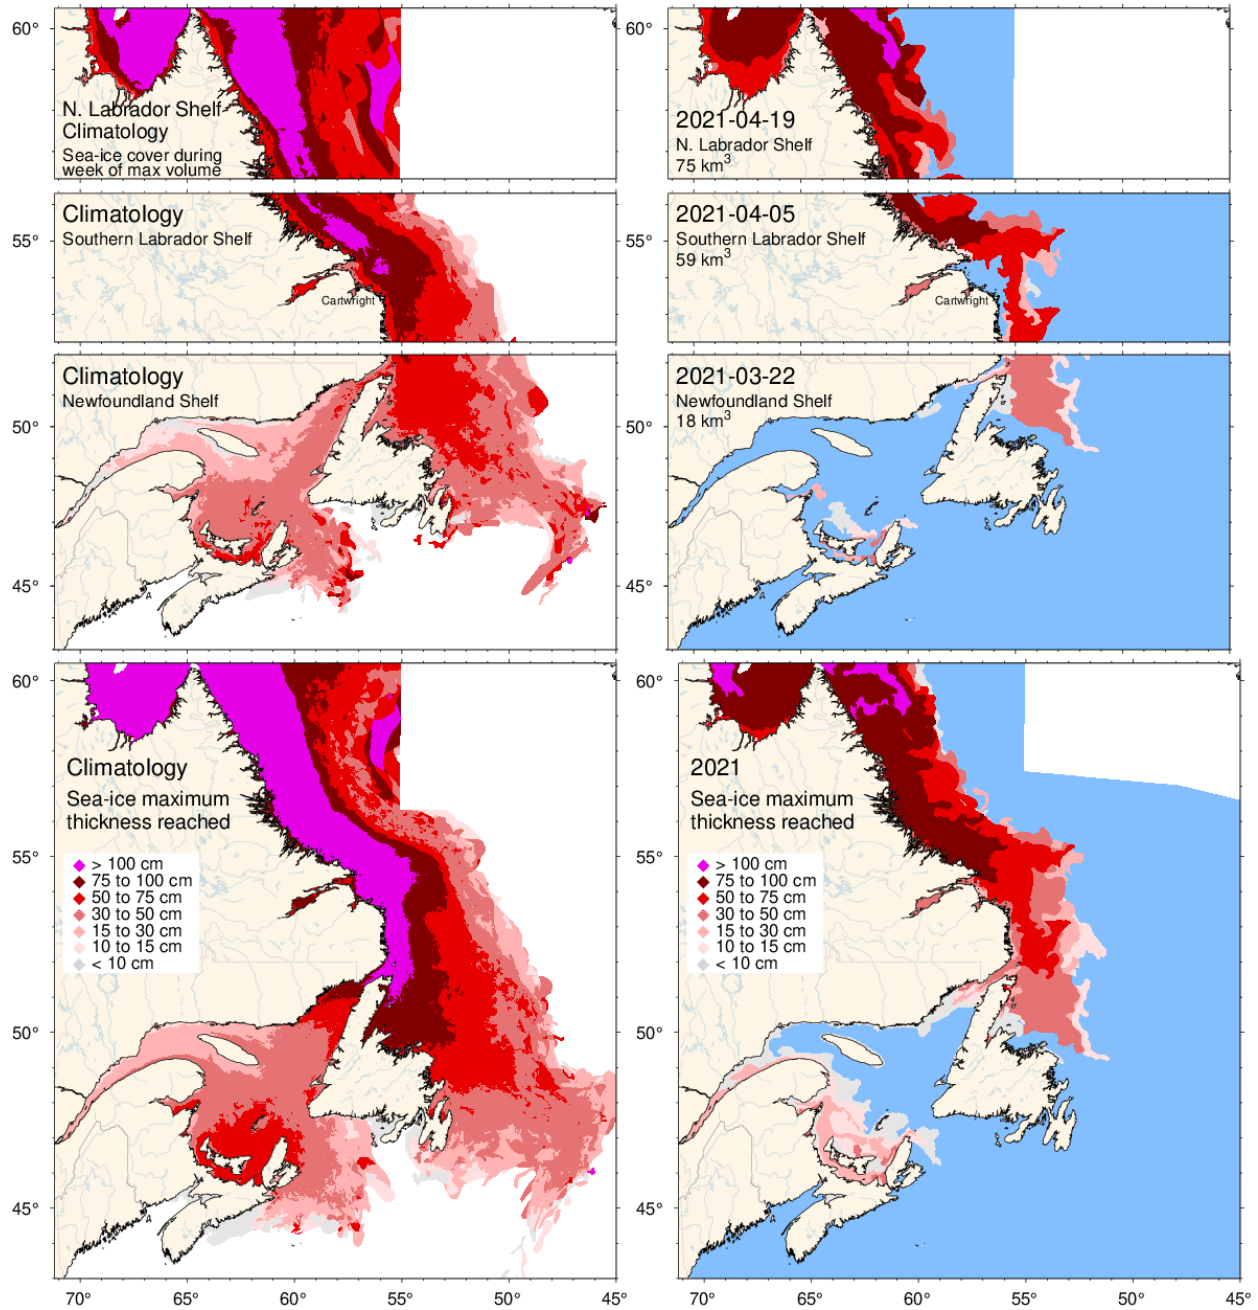 60°
N. Labrador Shelf
Climatology
Sea-ice cover during
week of max volume
2021-04-19
N. Labrador Shelf
75 km³
55°
Climatology
Southern Labrador Shelf
Cartwright
2021-04-05
Southern Labrador Shelf
59 km³
Cartwright
55°
Climatology
Newfoundland Shelf
50°
45°
2021-03-22
Newfoundland Shelf
18 km³
50°
45°
60°
Climatology
Sea-ice maximum
thickness reached
55°
> 100 cm
75 to 100 cm
50 to 75 cm
30 to 50 cm
15 to 30 cm
10 to 15 cm
< 10 cm
50°
45°
70° 65° 60° 55° 50° 45°
60°
2021
Sea-ice maximum
thickness reached
55°
> 100 cm
75 to 100 cm
50 to 75 cm
30 to 50 cm
15 to 30 cm
10 to 15 cm
< 10 cm
50°
45°
70° 65° 60° 55° 50° 45°